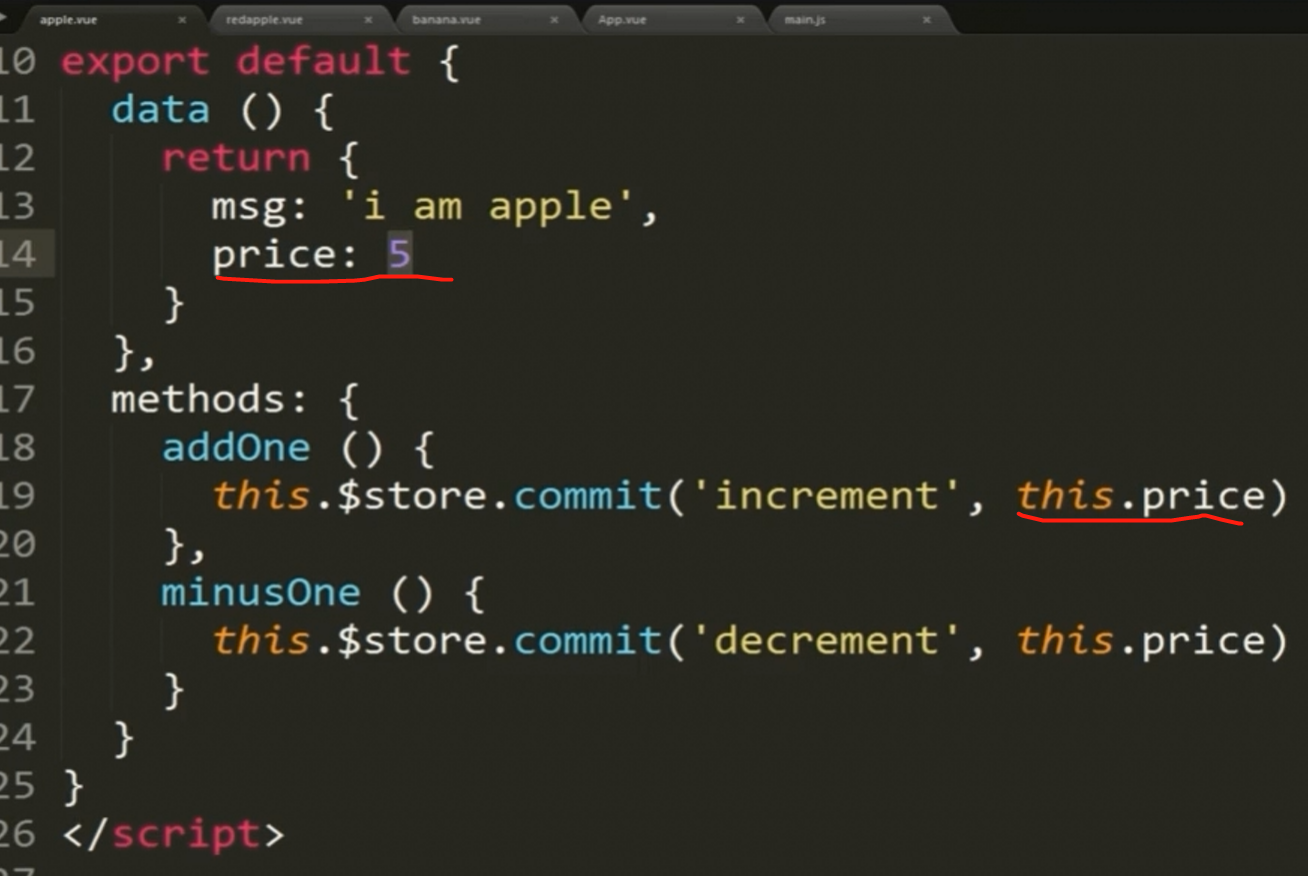 apple.vue × redapple.vue × banana.vue × App.vue × main.js ×
10 export default {
11 data () {
12 return {
13 msg: 'i am apple',
14 price: 5
15 }
16 },
17 methods: {
18 addOne () {
19 this.$store.commit('increment', this.price)
20 },
21 minusOne () {
22 this.$store.commit('decrement', this.price)
23 }
24 }
25 }
26 </script>
27